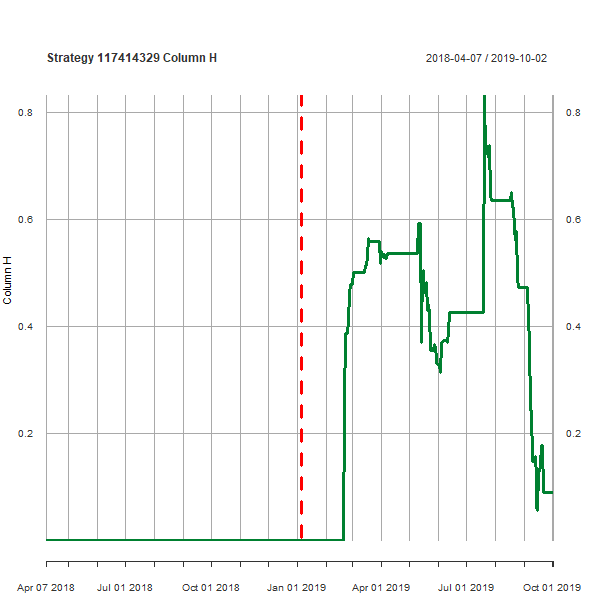 Strategy 117414329 Column H
2018-04-07 / 2019-10-02
0.8 0.8
0.6 0.6
Column H
0.4 0.4
0.2 0.2
Apr 07 2018 Jul 01 2018 Oct 01 2018 Jan 01 2019 Apr 01 2019 Jul 01 2019 Oct 01 2019